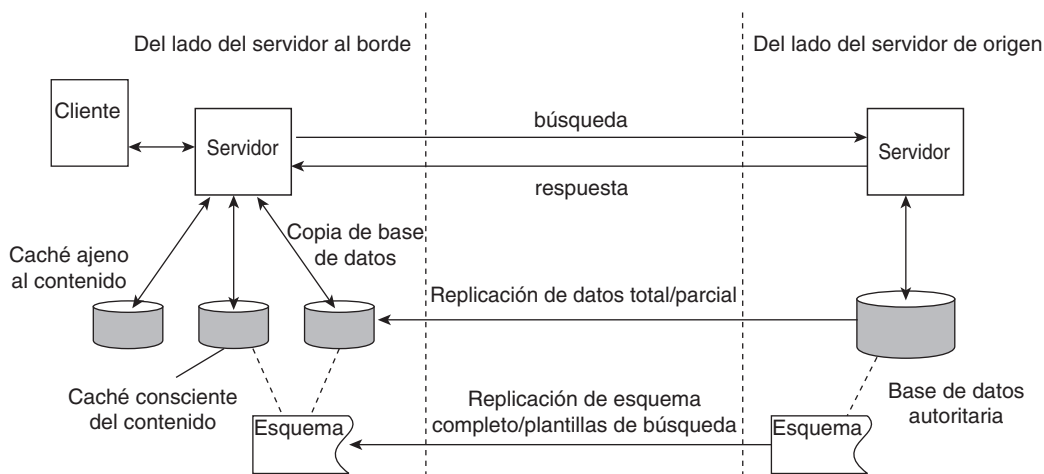 Del lado del servidor al borde
Del lado del servidor de origen
Cliente
Servidor
búsqueda
respuesta
Servidor
Caché ajeno
al contenido
Copia de base
de datos
Replicación de datos total/parcial
Caché consciente
del contenido
Esquema
Replicación de esquema
completo/plantillas de búsqueda
Esquema
Base de datos
autoritaria